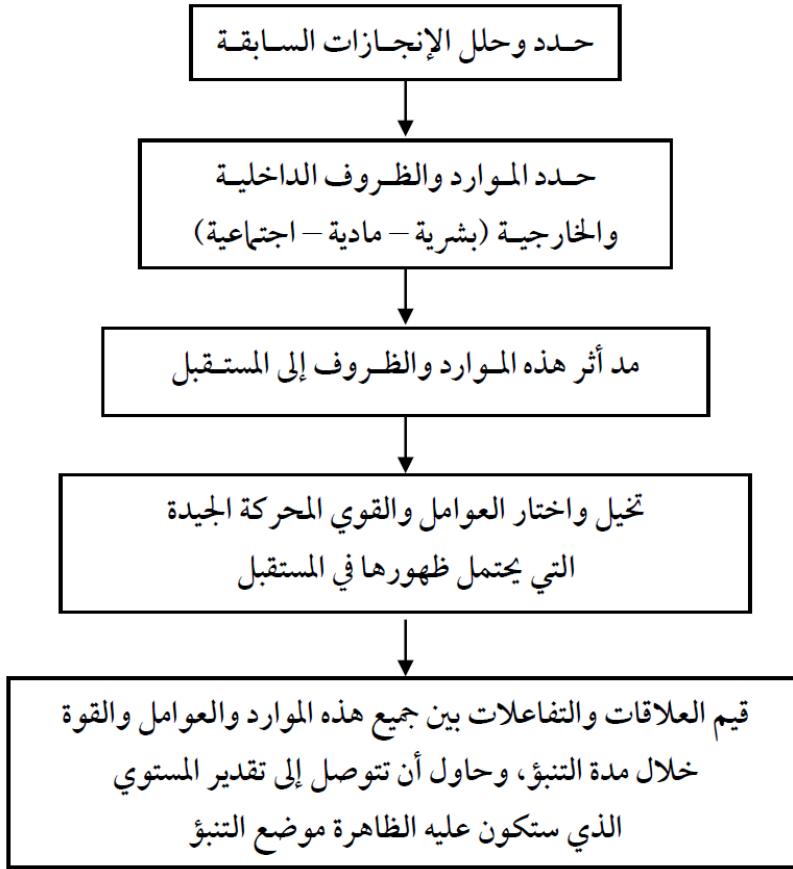 حدد وحلل الإنجازات السابقة
حدد الموارد والظروف الداخلية
والخارجية (بشرية – مادية – اجتماعية)
مد أثر هذه الموارد والظروف إلى المستقبل
تخيل واختار العوامل والقوي المحركة الجيدة
التي يحتمل ظهورها في المستقبل
قيم العلاقات والتفاعلات بين جميع هذه الموارد والعوامل والقوة
خلال مدة التنبؤ، وحاول أن تتوصل إلى تقدير المستوي
الذي ستكون عليه الظاهرة موضع التنبؤ